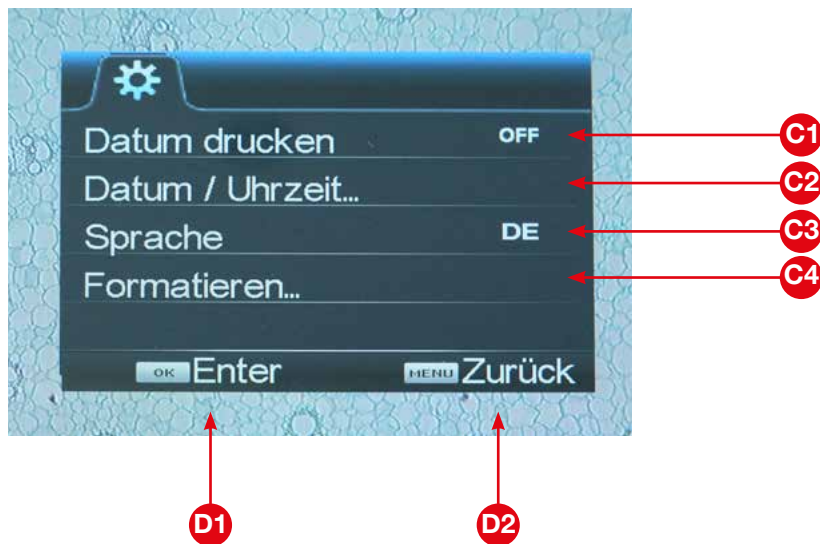 Datum drucken OFF C1
Datum / Uhrzeit... C2
Sprache DE C3
Formatieren... C4
OK Enter MENU Zurück
D1 D2